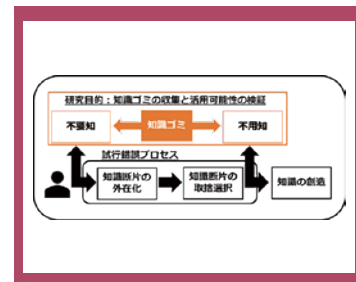 研究目的：知識ゴミの収集と活用可能性の検証
不要知
知識ゴミ
不用知
試行錯誤プロセス
知識断片の
外在化
知識断片の
取捨選択
知識の創造